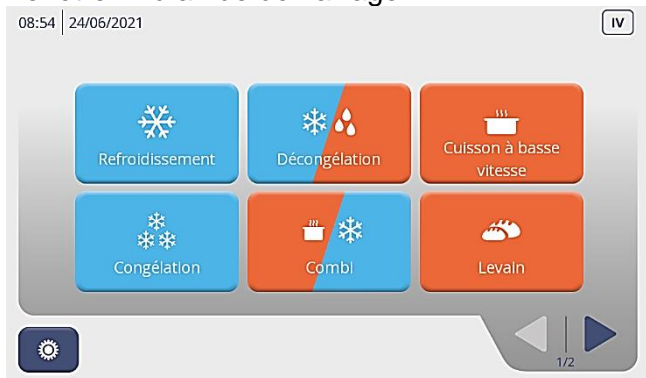 08:54 24/06/2021
IV
Refroidissement
Décongélation
Cuisson à basse
vitesse
Congélation
Combi
Levain
1/2